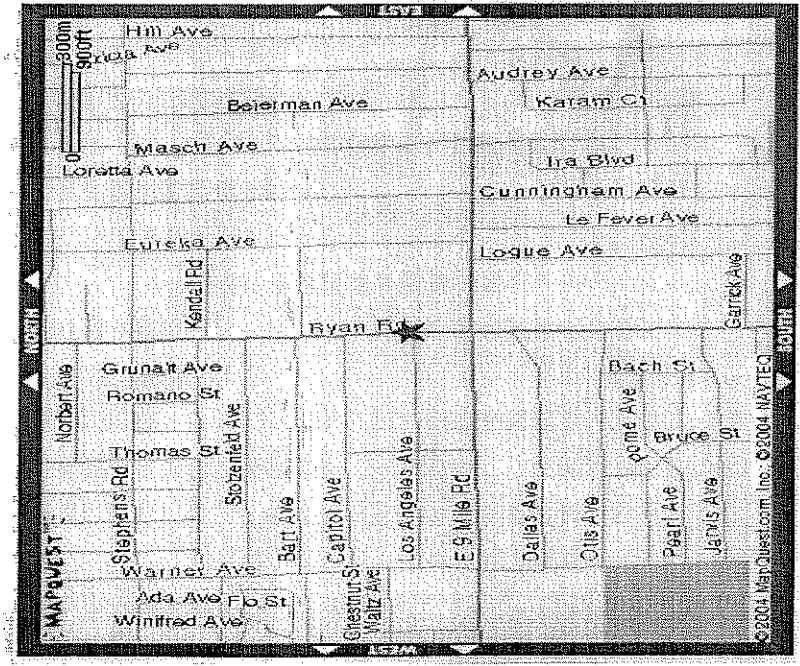 EAST
Hill Ave
300m
900ft
0
Audrey Ave
Beierman Ave
Karam Ct
Masch Ave
Loretta Ave
Ira Blvd
Cunningham Ave
Le Fever Ave
Eureka Ave
Logue Ave
Kendall Rd
Garrick Ave
NORTH
Ryan Rd
SOUTH
Norbert Ave
Grunalt Ave
Romano St
Bach St
Stolzenfeld Ave
Thomas St
Bruce St
Stephens Rd
Bart Ave
Capitol Ave
Los Angeles Ave
E 9 Mile Rd
Dallas Ave
Otis Ave
Pearl Ave
Jarvis Ave
MAPQUEST
Warner Ave
Ada Ave
Flo St
Chestnut S
Maltz Ave
Winifred Ave
WEST
©2004 MapQuest.com, Inc.; ©2004 NAVTEQ